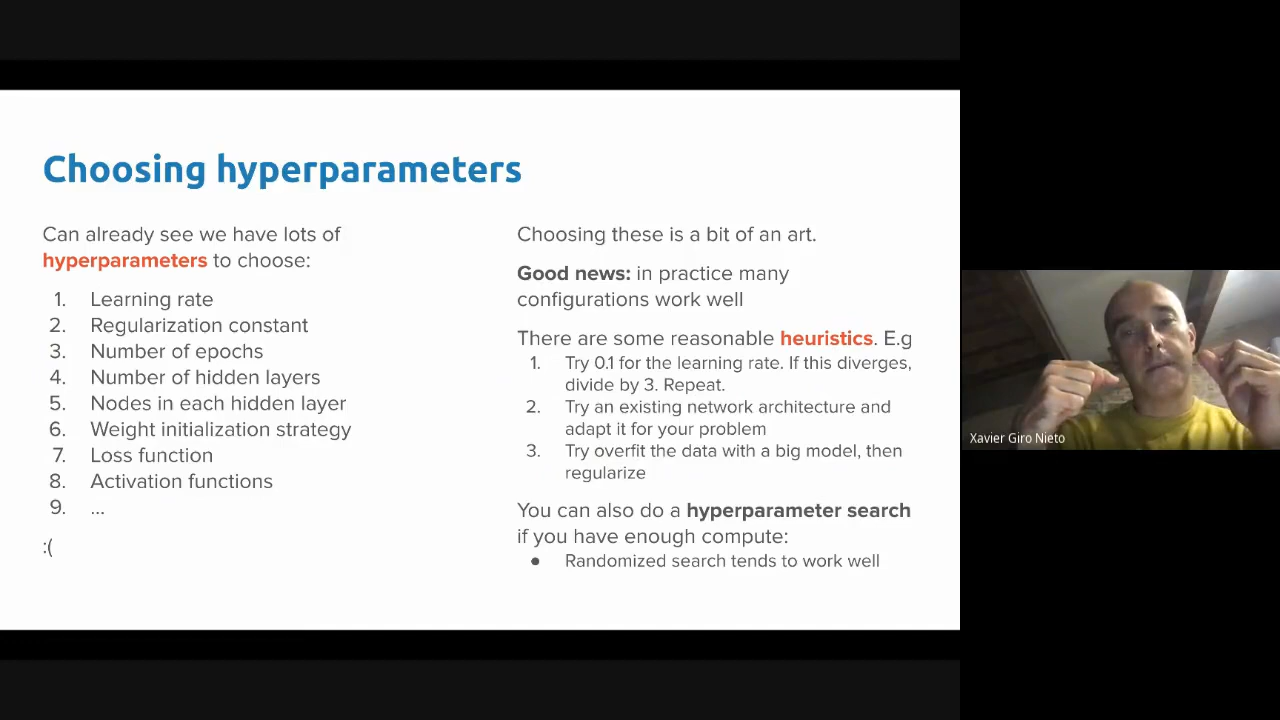 Choosing hyperparameters
Can already see we have lots of
hyperparameters to choose:
1. Learning rate
2. Regularization constant
3. Number of epochs
4. Number of hidden layers
5. Nodes in each hidden layer
6. Weight initialization strategy
7. Loss function
8. Activation functions
9. ...
:(
Choosing these is a bit of an art.
Good news: in practice many
configurations work well
There are some reasonable heuristics. E.g
1. Try 0.1 for the learning rate. If this diverges,
divide by 3. Repeat.
2. Try an existing network architecture and
adapt it for your problem
3. Try overfit the data with a big model, then
regularize
You can also do a hyperparameter search
if you have enough compute:
● Randomized search tends to work well
Xavier Giro Nieto